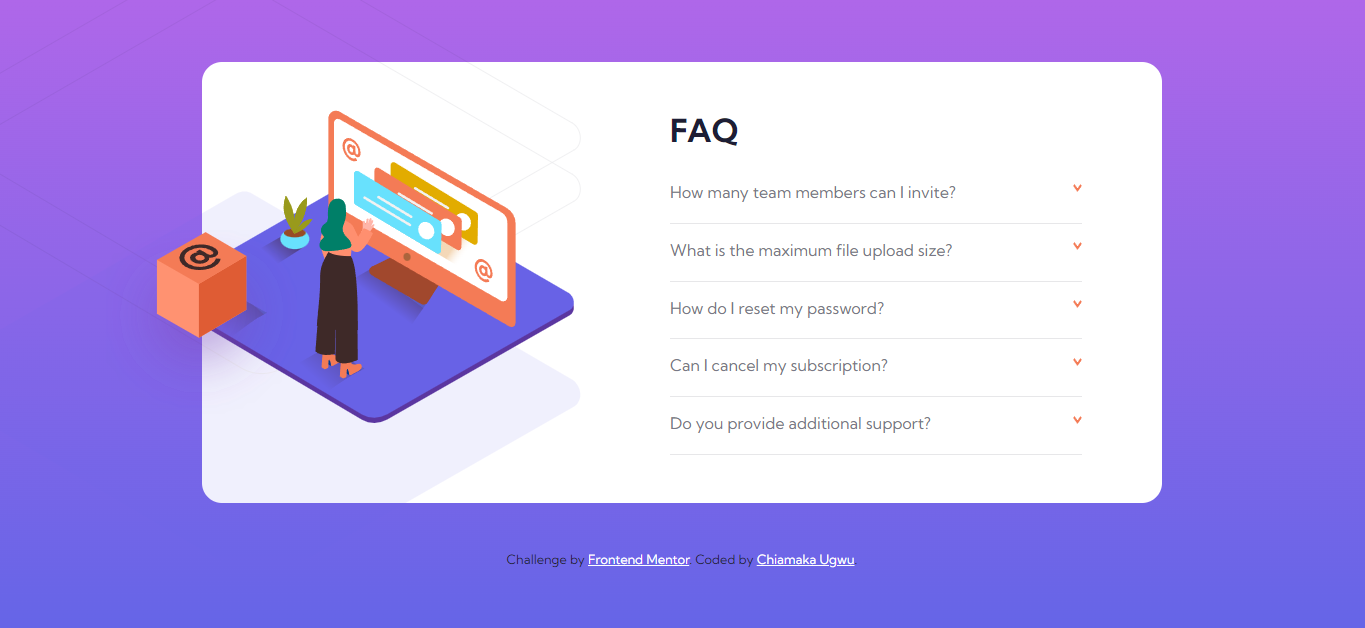 FAQ
How many team members can I invite?
What is the maximum file upload size?
How do I reset my password?
Can I cancel my subscription?
Do you provide additional support?
Challenge by Frontend Mentor. Coded by Chiamaka Ugwu.